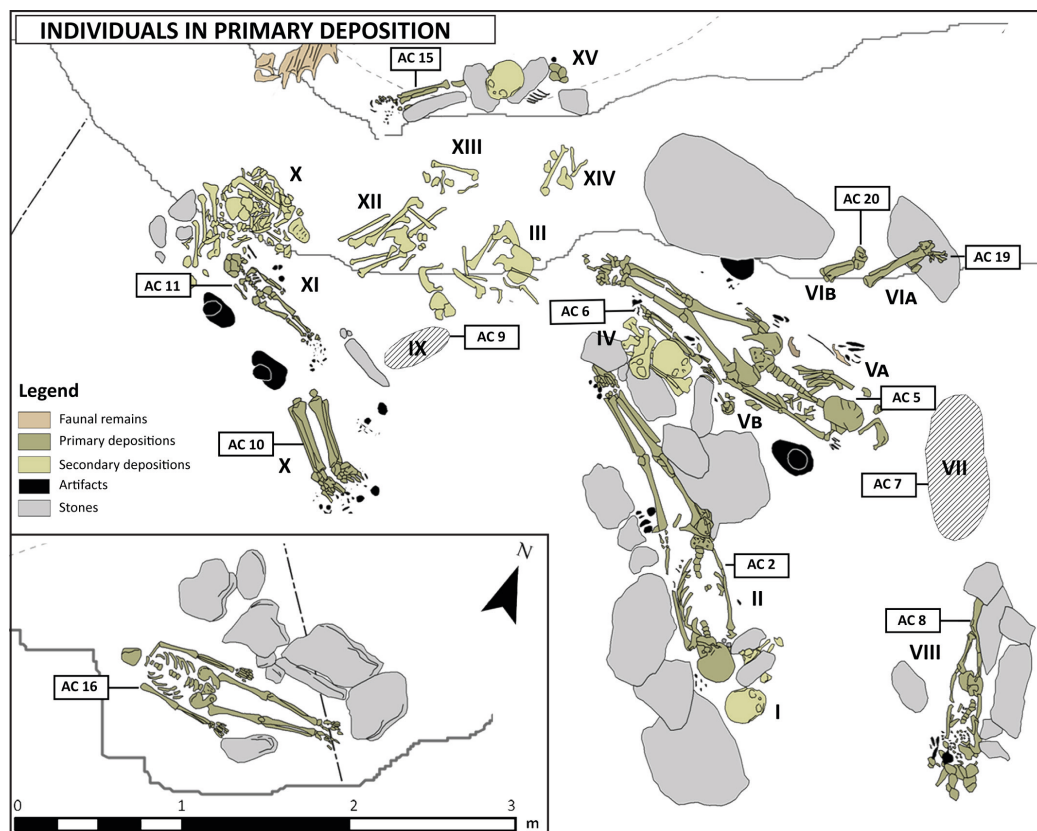 INDIVIDUALS IN PRIMARY DEPOSITION
AC 15
XV
XIII
XIV
X
XII
III
AC 20
AC 19
VIB
VIA
XI
AC 11
AC 6
IV
IX
AC 9
VA
AC 5
VB
Legend
Faunal remains
Primary depositions
Secondary depositions
Artifacts
Stones
AC 10
X
AC 7
VII
AC 2
II
AC 8
VIII
I
N
AC 16
0 1 2 3
m